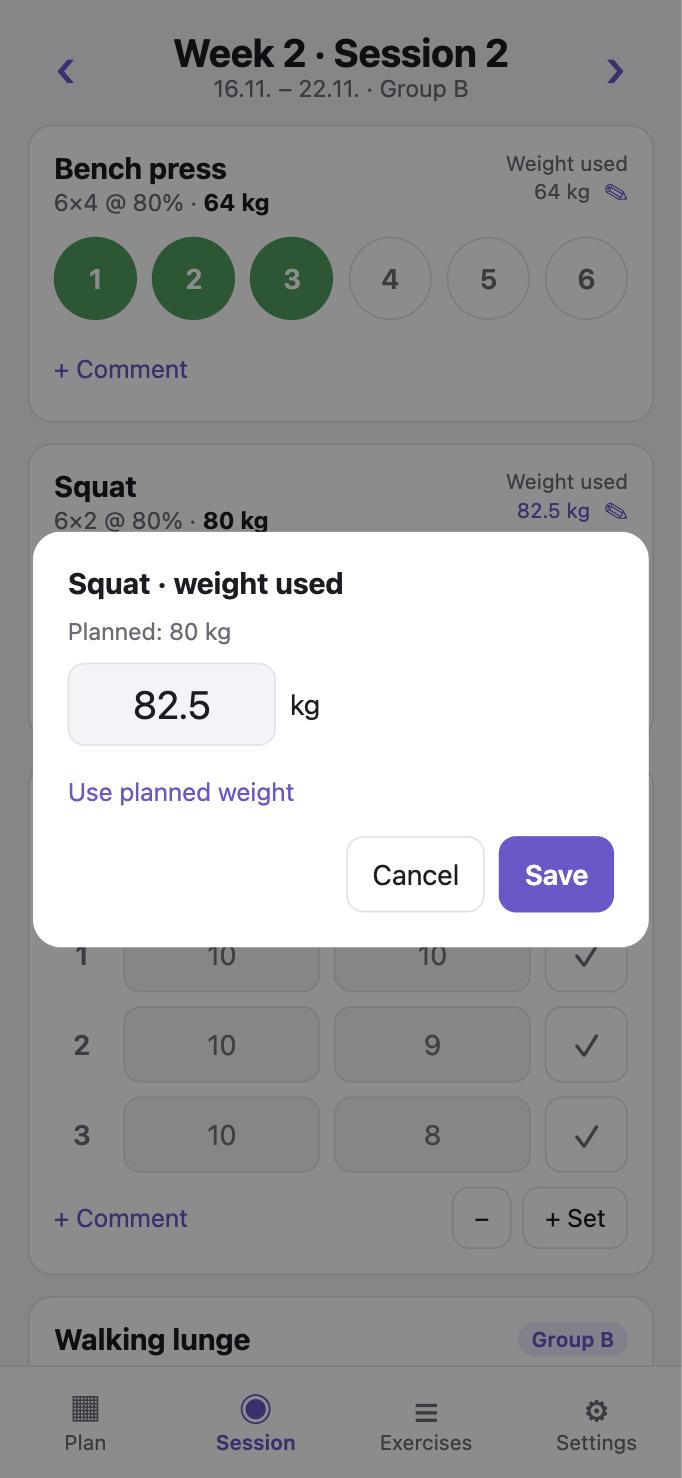 Week 2 · Session 2
16.11. – 22.11. · Group B
Bench press
6×4 @ 80% · 64 kg
Weight used
64 kg ✎
1 2 3 4 5 6
+ Comment
Squat
6×2 @ 80% · 80 kg
Weight used
82.5 kg ✎
Squat · weight used
Planned: 80 kg
82.5 kg
Use planned weight
Cancel Save
1 10 10 ✓
2 10 9 ✓
3 10 8 ✓
+ Comment − + Set
Walking lunge Group B
Plan Session Exercises Settings